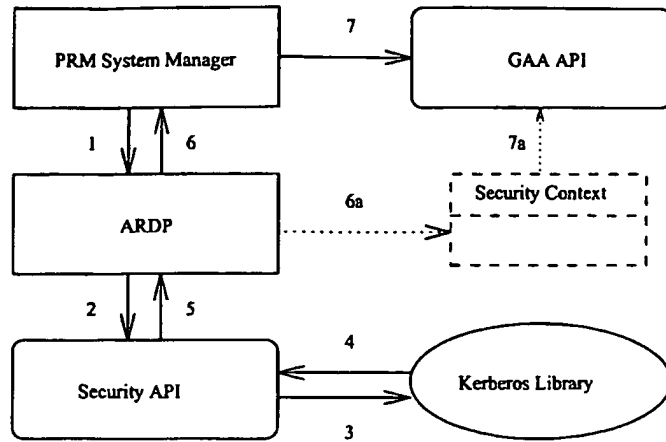 7
PRM System Manager
GAA API
1
6
7a
6a
Security Context
ARDP
2
5
4
Security API
Kerberos Library
3